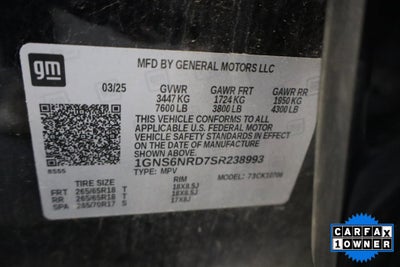 gm
MFD BY GENERAL MOTORS LLC
03/25 GVWR GAWR FRT GAWR RR
3447 KG 1724 KG 1950 KG
7600 LB 3800 LB 4300 LB
THIS VEHICLE CONFORMS TO ALL APPLICABLE
U.S. FEDERAL MOTOR
VEHICLE SAFETY STANDARDS IN EFFECT
ON THE DATE OF MANUFACTURE
SHOWN ABOVE
1GNS6NRD7SR238993
TYPE: MPV MODEL:
TIRE SIZE RIM
FRT 265/65R18 T 18X8.5J
RR 265/65R18 T 18X8.5J
SPA 265/70R17 S 17X8J
CARFAX
1 OWNER